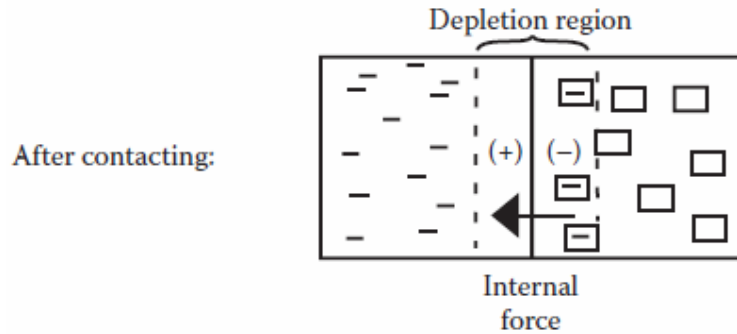 Depletion region
After contacting:
(+) (–)
Internal
force